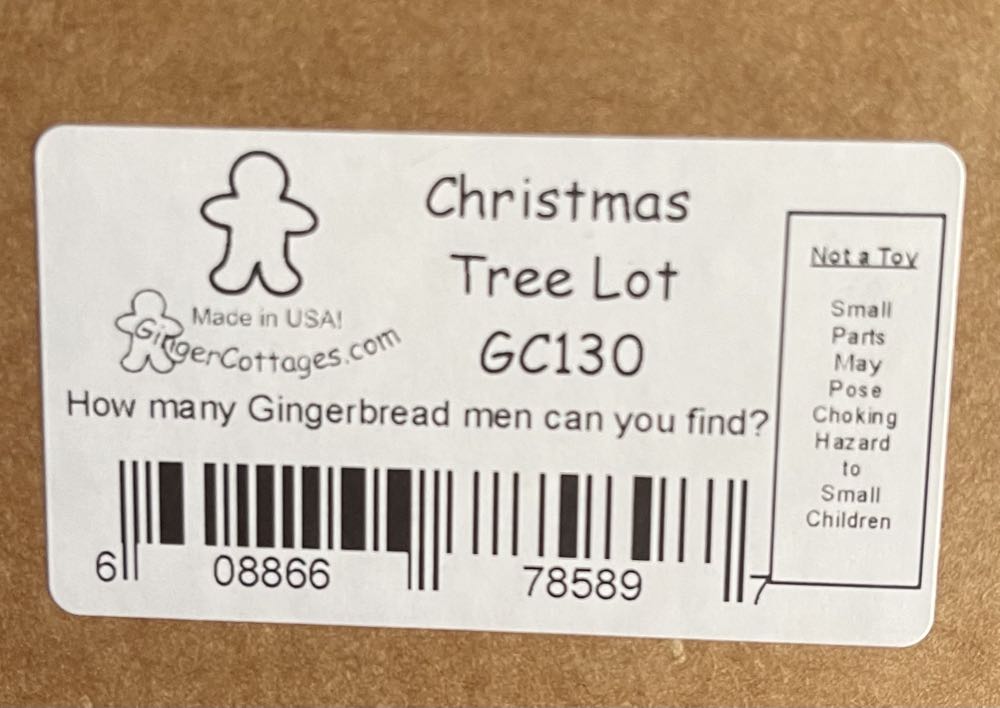 Christmas
Tree Lot
GC130
Made in USA!
GingerCottages.com
How many Gingerbread men can you find?
6 08866 78589 7
Not a Toy
Small
Parts
May
Pose
Choking
Hazard
to
Small
Children